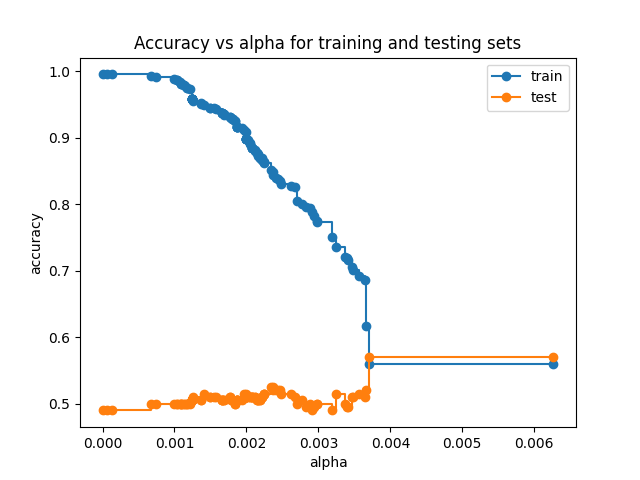 Accuracy vs alpha for training and testing sets
train
test
1.0
0.9
0.8
0.7
0.6
0.5
accuracy
0.000 0.001 0.002 0.003 0.004 0.005 0.006
alpha